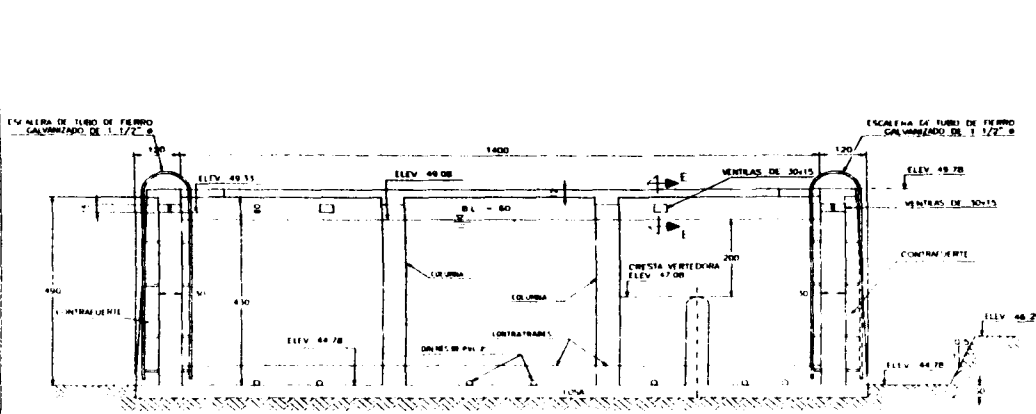 ESCALERA DE TUBO DE FIERRO
GALVANIZADO DE 1 1/2" ø
ESCALERA DE TUBO DE FIERRO
GALVANIZADO DE 1 1/2" ø
120
1400
120
ELEV. 49.33
ELEV. 49.08
VENTILAS DE 30x15
ELEV. 49.78
E
VENTILAS DE 30x15
E
200
CONTRAFUERTE
CRESTA VERTEDORA
ELEV. 47.08
COLUMNA
COLUMNA
490
450
50
50
CONTRAFUERTE
CONTRATRABES
ELEV. 44.78
ELEV. 44.78
LOSA